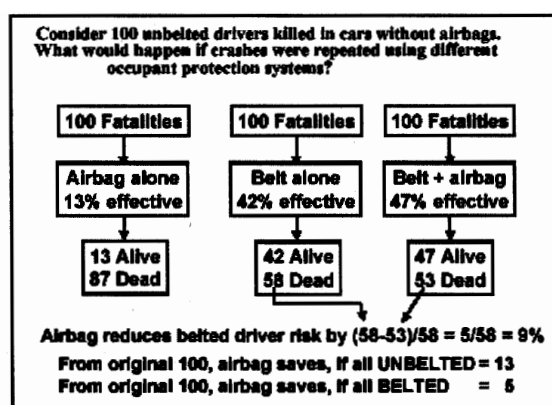 Consider 100 unbelted drivers killed in cars without airbags.
What would happen if crashes were repeated using different
occupant protection systems?
100 Fatalities
100 Fatalities
100 Fatalities
Airbag alone
13% effective
Belt alone
42% effective
Belt + airbag
47% effective
13 Alive
87 Dead
42 Alive
58 Dead
47 Alive
53 Dead
Airbag reduces belted driver risk by (58-53)/58 = 5/58 = 9%
From original 100, airbag saves, if all UNBELTED = 13
From original 100, airbag saves, if all BELTED = 5